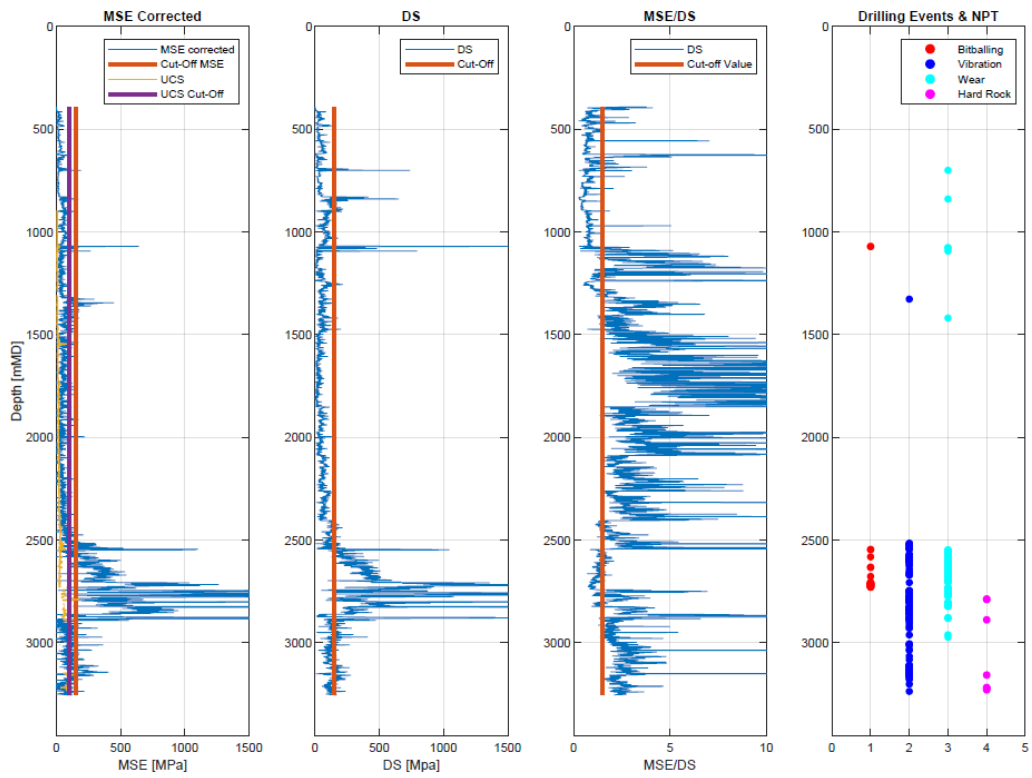 MSE Corrected
DS
MSE/DS
Drilling Events & NPT
MSE corrected
Cut-Off MSE
UCS
UCS Cut-Off
DS
Cut-Off
DS
Cut-off Value
Bitballing
Vibration
Wear
Hard Rock
Depth [mMD]
0
500
1000
1500
2000
2500
3000
0
500
1000
1500
2000
2500
3000
0
500
1000
1500
2000
2500
3000
0
500
1000
1500
2000
2500
3000
0 500 1000 1500
0 500 1000 1500
0 5 10
0 1 2 3 4 5
MSE [MPa]
DS [Mpa]
MSE/DS